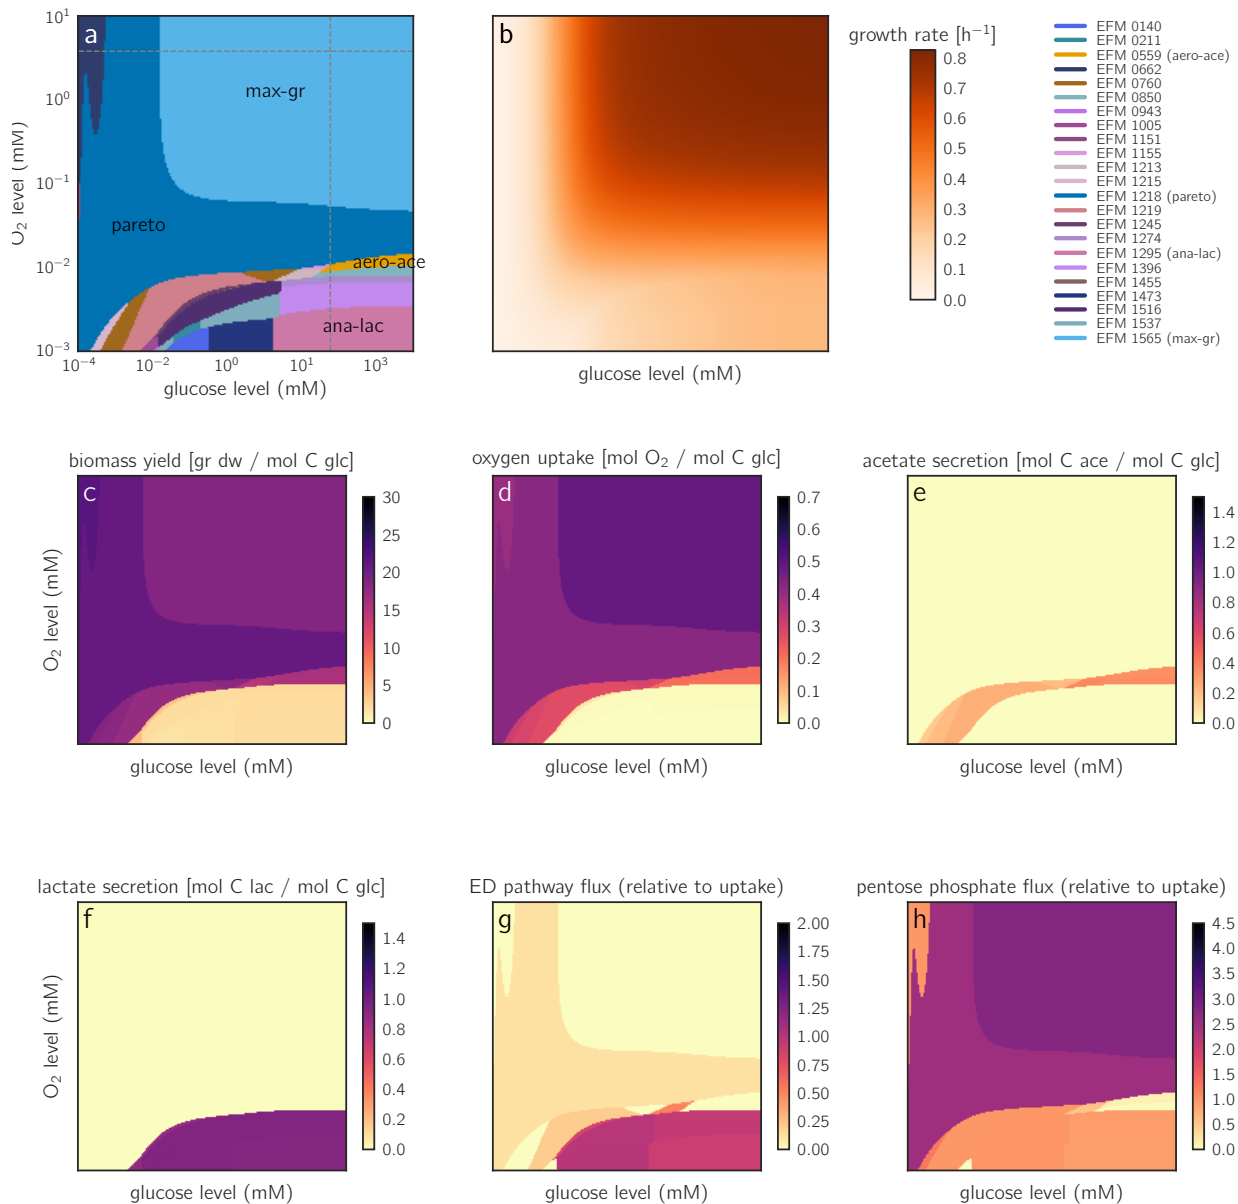 a
max-gr
pareto
aero-ace
ana-lac
O₂ level (mM)
10¹
10⁰
10⁻¹
10⁻²
10⁻³
10⁻⁴
10⁻²
10⁰
10¹
10³
glucose level (mM)
b
glucose level (mM)
growth rate [h⁻¹]
0.8
0.7
0.6
0.5
0.4
0.3
0.2
0.1
0.0
EFM 0140
EFM 0211
EFM 0559 (aero-ace)
EFM 0662
EFM 0760
EFM 0850
EFM 0943
EFM 1005
EFM 1151
EFM 1155
EFM 1213
EFM 1215
EFM 1218 (pareto)
EFM 1219
EFM 1245
EFM 1274
EFM 1295 (ana-lac)
EFM 1396
EFM 1455
EFM 1473
EFM 1516
EFM 1537
EFM 1565 (max-gr)
biomass yield [gr dw / mol C glc]
c
O₂ level (mM)
glucose level (mM)
30
25
20
15
10
5
0
oxygen uptake [mol O₂ / mol C glc]
d
glucose level (mM)
0.7
0.6
0.5
0.4
0.3
0.2
0.1
0.0
acetate secretion [mol C ace / mol C glc]
e
glucose level (mM)
1.4
1.2
1.0
0.8
0.6
0.4
0.2
0.0
lactate secretion [mol C lac / mol C glc]
f
O₂ level (mM)
glucose level (mM)
1.4
1.2
1.0
0.8
0.6
0.4
0.2
0.0
ED pathway flux (relative to uptake)
g
glucose level (mM)
2.00
1.75
1.50
1.25
1.00
0.75
0.50
0.25
0.00
pentose phosphate flux (relative to uptake)
h
glucose level (mM)
4.5
4.0
3.5
3.0
2.5
2.0
1.5
1.0
0.5
0.0